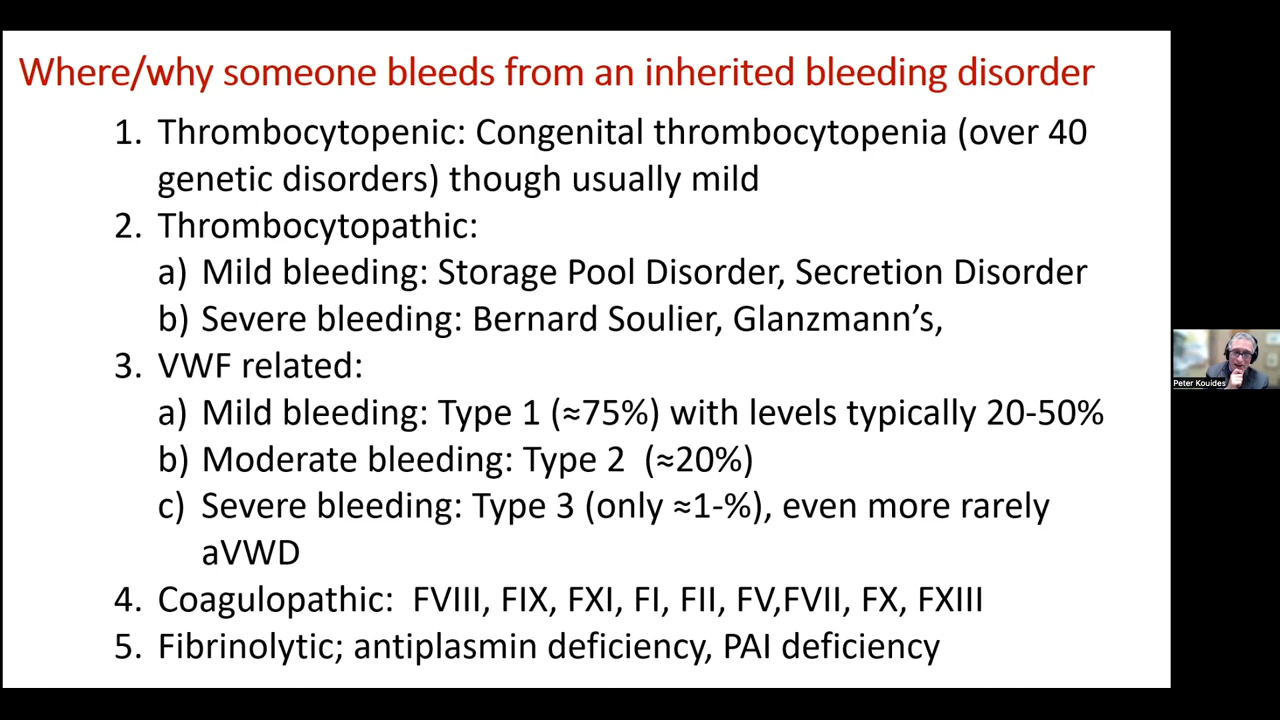 Where/why someone bleeds from an inherited bleeding disorder
1. Thrombocytopenic: Congenital thrombocytopenia (over 40
genetic disorders) though usually mild
2. Thrombocytopathic:
a) Mild bleeding: Storage Pool Disorder, Secretion Disorder
b) Severe bleeding: Bernard Soulier, Glanzmann’s,
3. VWF related:
a) Mild bleeding: Type 1 (≈75%) with levels typically 20-50%
b) Moderate bleeding: Type 2 (≈20%)
c) Severe bleeding: Type 3 (only ≈1-%), even more rarely
aVWD
4. Coagulopathic: FVIII, FIX, FXI, FI, FII, FV,FVII, FX, FXIII
5. Fibrinolytic; antiplasmin deficiency, PAI deficiency
Peter Kouides